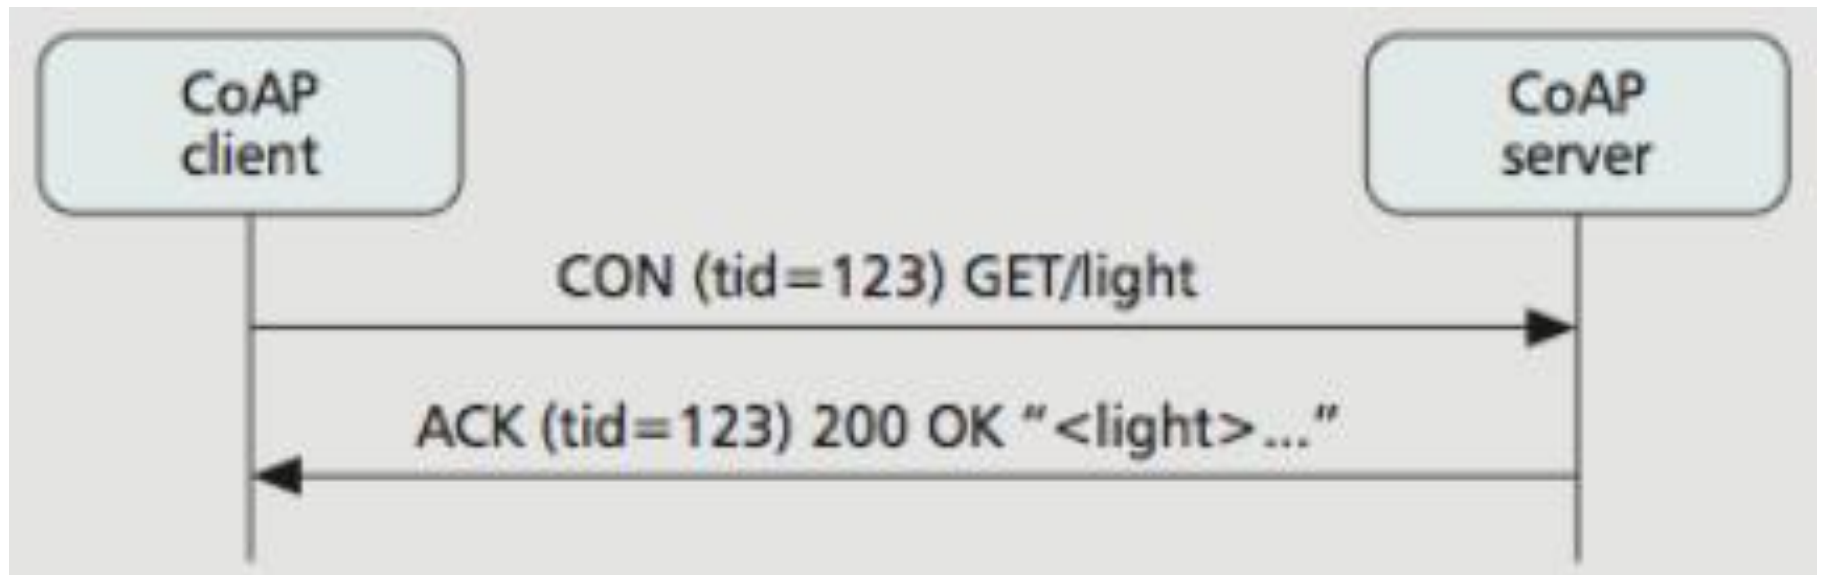 CoAP
client
CoAP
server
CON (tid=123) GET/light
ACK (tid=123) 200 OK “<light>...”